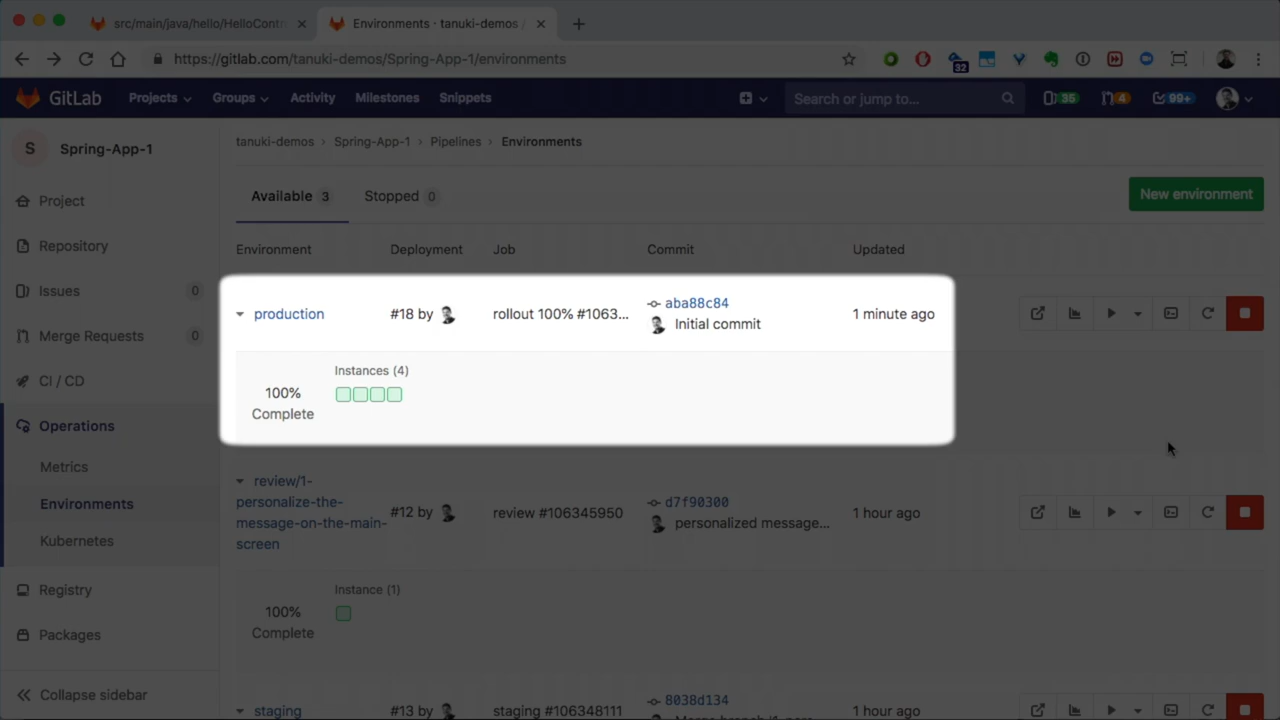 src/main/java/hello/HelloContr
Environments · tanuki-demos /
https://gitlab.com/tanuki-demos/Spring-App-1/environments
32
GitLab
Projects
Groups
Activity
Milestones
Snippets
Search or jump to...
35
4
99+
S
Spring-App-1
Project
Repository
Issues 0
Merge Requests 0
CI / CD
Operations
Metrics
Environments
Kubernetes
Registry
Packages
Collapse sidebar
tanuki-demos › Spring-App-1 › Pipelines › Environments
Available 3
Stopped 0
New environment
Environment Deployment Job Commit Updated
production #18 by rollout 100% #1063... aba88c84 1 minute ago
Initial commit
Instances (4)
100%
Complete
review/1-
personalize-the-
message-on-the-main-
screen
#12 by review #106345950 d7f90300 1 hour ago
personalized message...
Instance (1)
100%
Complete
staging #13 by staging #106348111 8038d134 1 hour ago